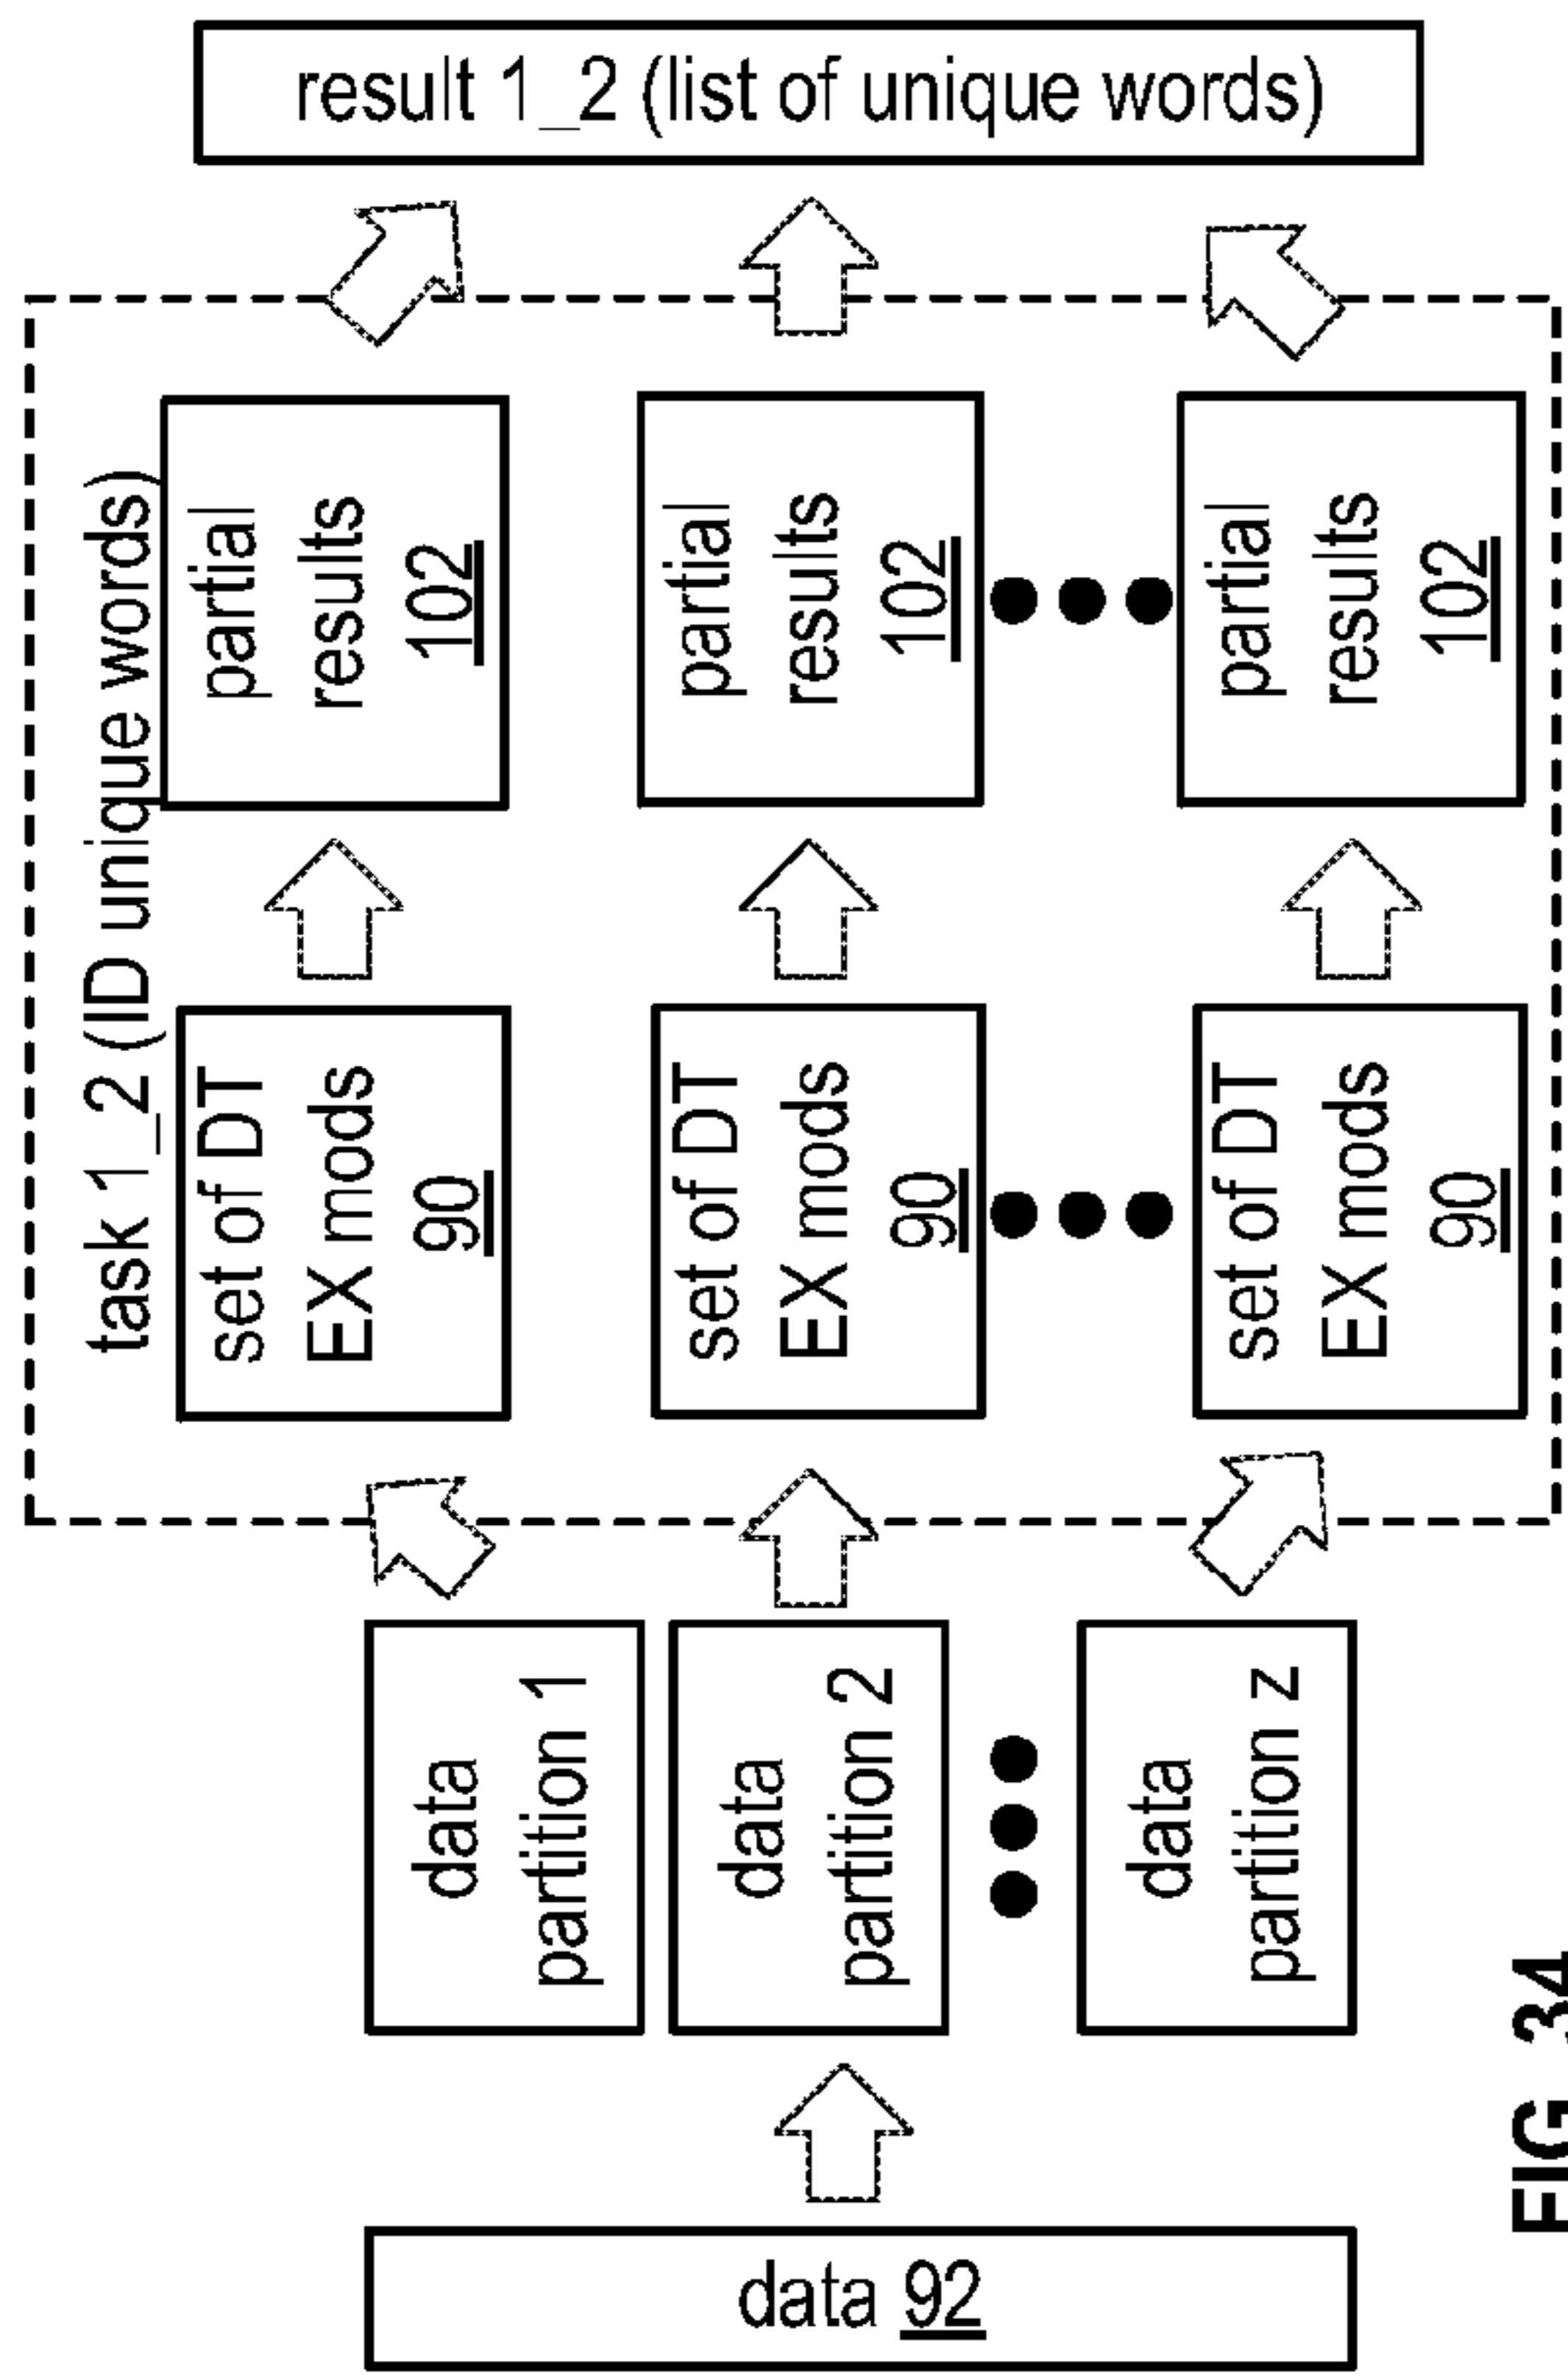 task 1_2 (ID unique words)
data 92
data
partition 1
data
partition 2
data
partition z
set of DT
EX mods
90
set of DT
EX mods
90
set of DT
EX mods
90
partial
results
102
partial
results
102
partial
results
102
result 1_2 (list of unique words)
FIG. 34